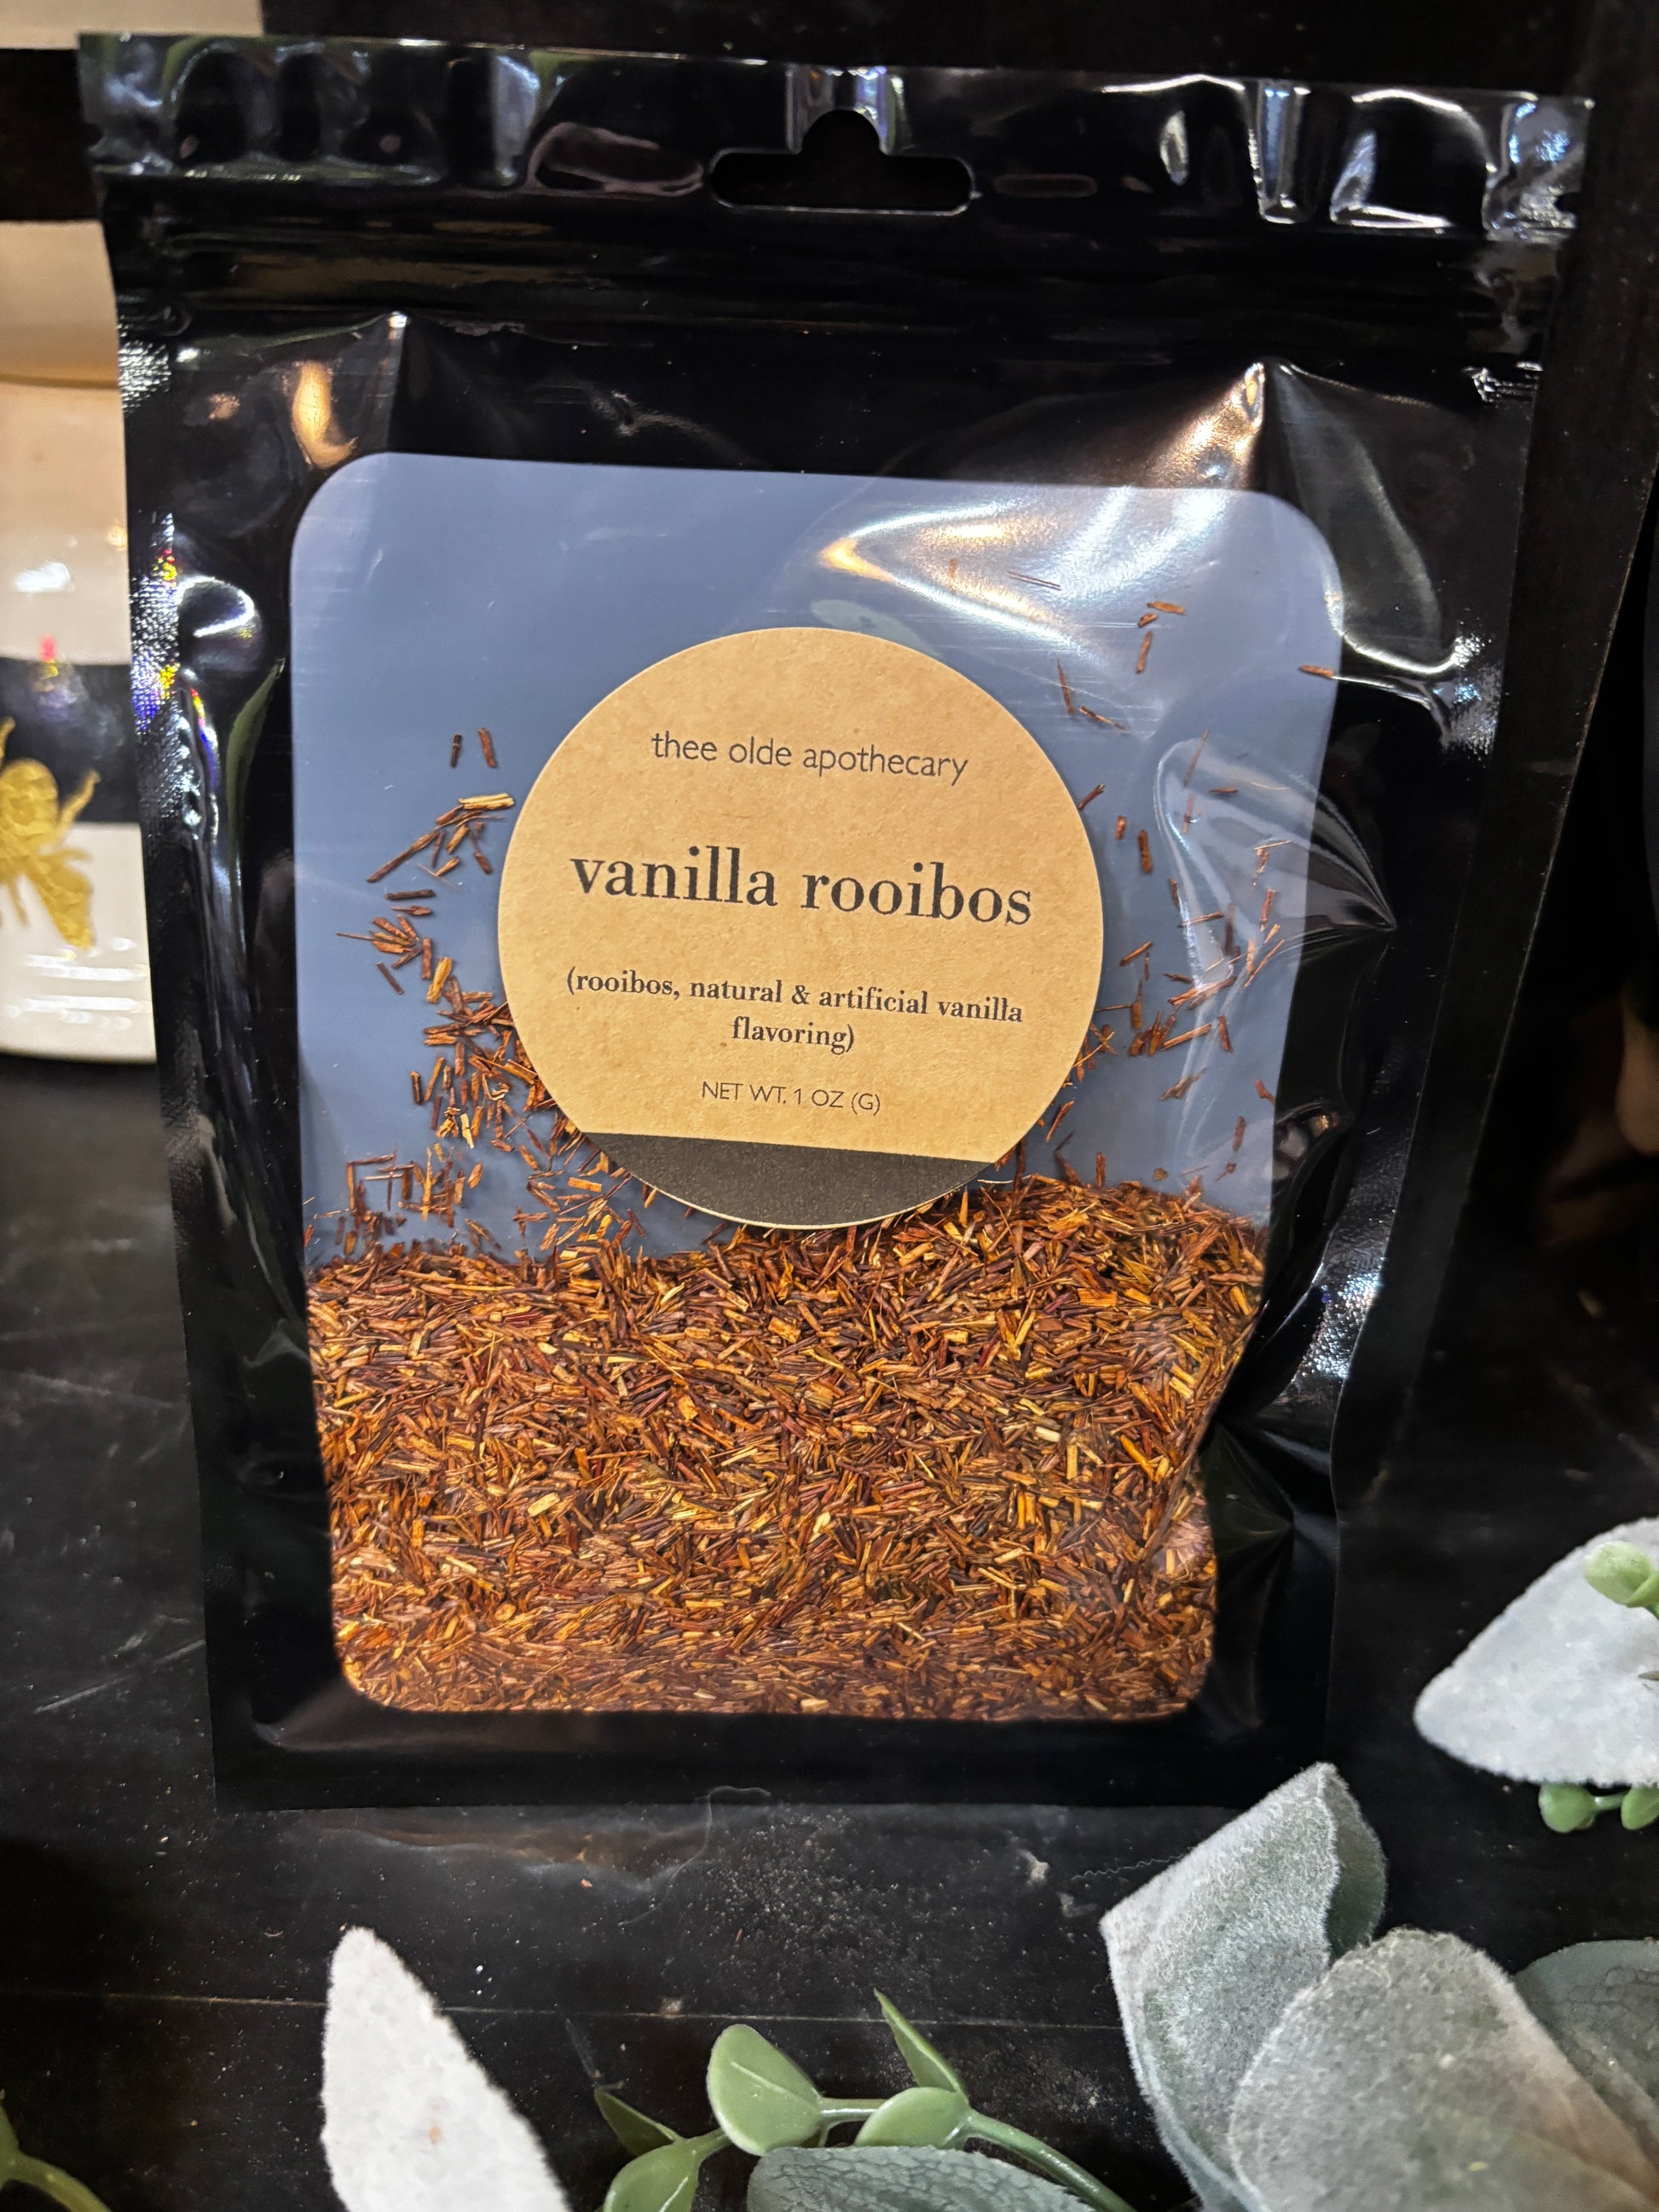 thee olde apothecary
vanilla rooibos
(rooibos, natural & artificial vanilla
flavoring)
NET WT. 1 OZ (G)